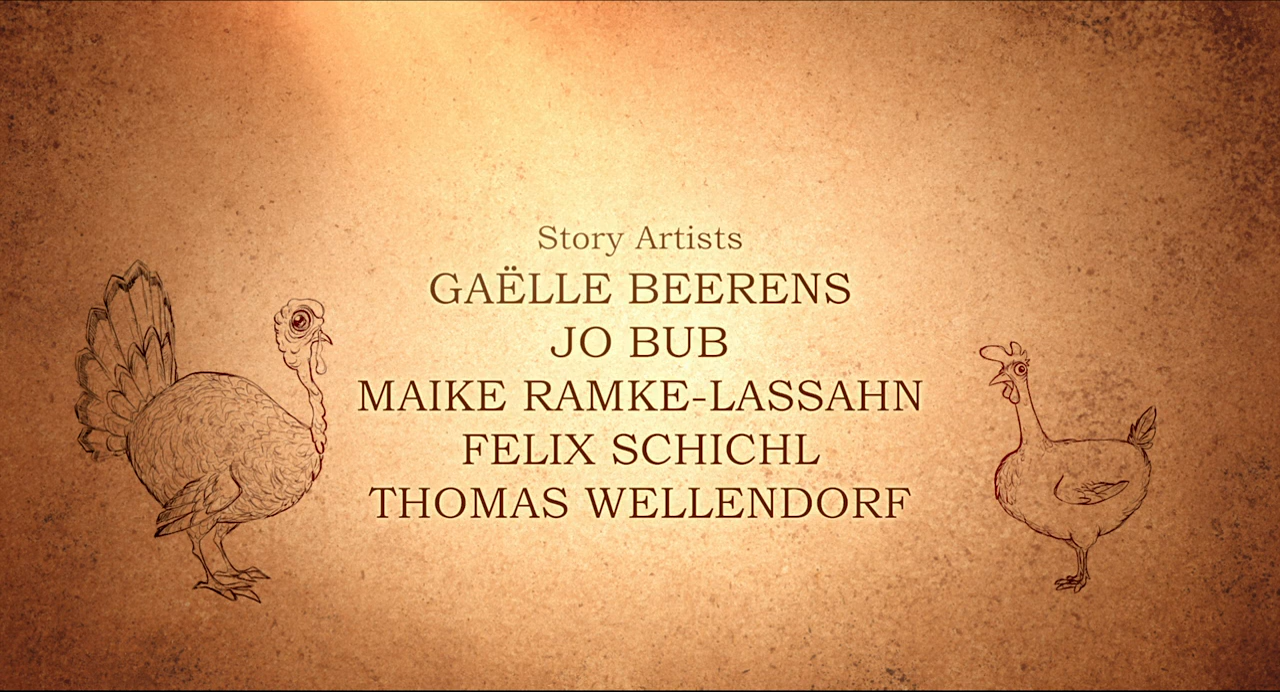 Story Artists
GAËLLE BEERENS
JO BUB
MAIKE RAMKE-LASSAHN
FELIX SCHICHL
THOMAS WELLENDORF